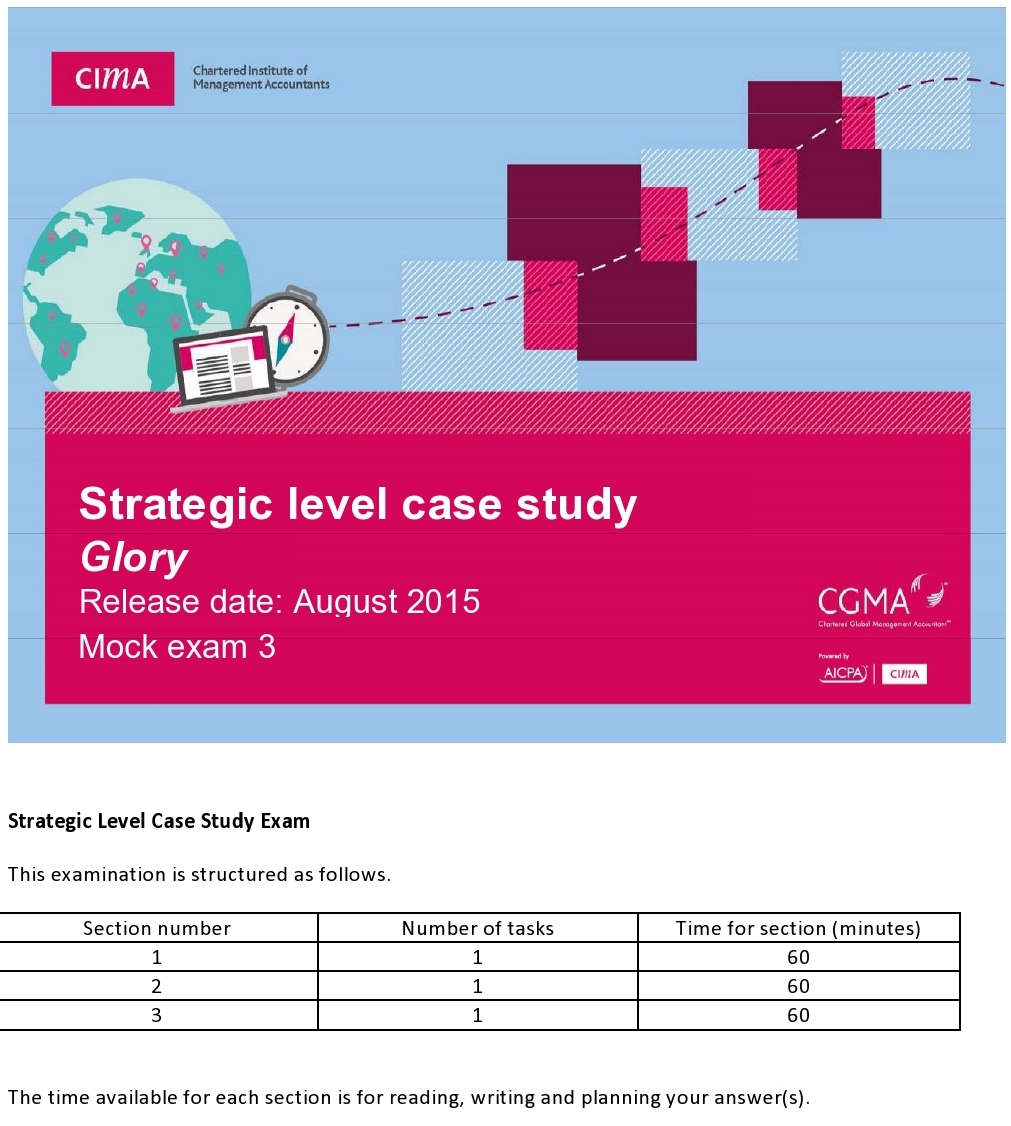 CIMA
Chartered Institute of
Management Accountants
Strategic level case study
Glory
Release date: August 2015
Mock exam 3
CGMA
Chartered Global Management Accountant
Powered by
AICPA
CIMA
Strategic Level Case Study Exam
This examination is structured as follows.
Section number Number of tasks Time for section (minutes)
1 1 60
2 1 60
3 1 60
The time available for each section is for reading, writing and planning your answer(s).